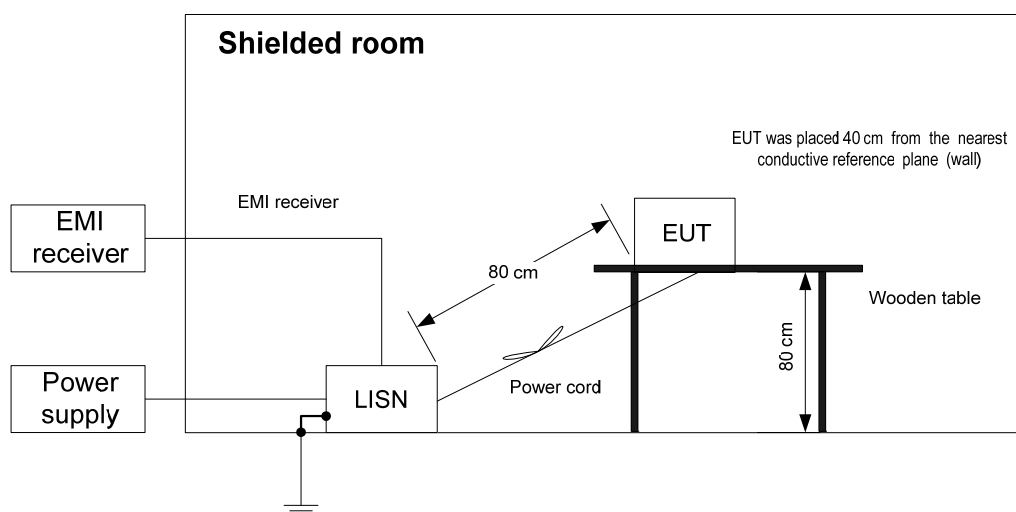 Shielded room
EUT was placed 40 cm from the nearest
conductive reference plane (wall)
EMI receiver
EMI
receiver
EUT
80 cm
Wooden table
80 cm
Power
supply
LISN
Power cord